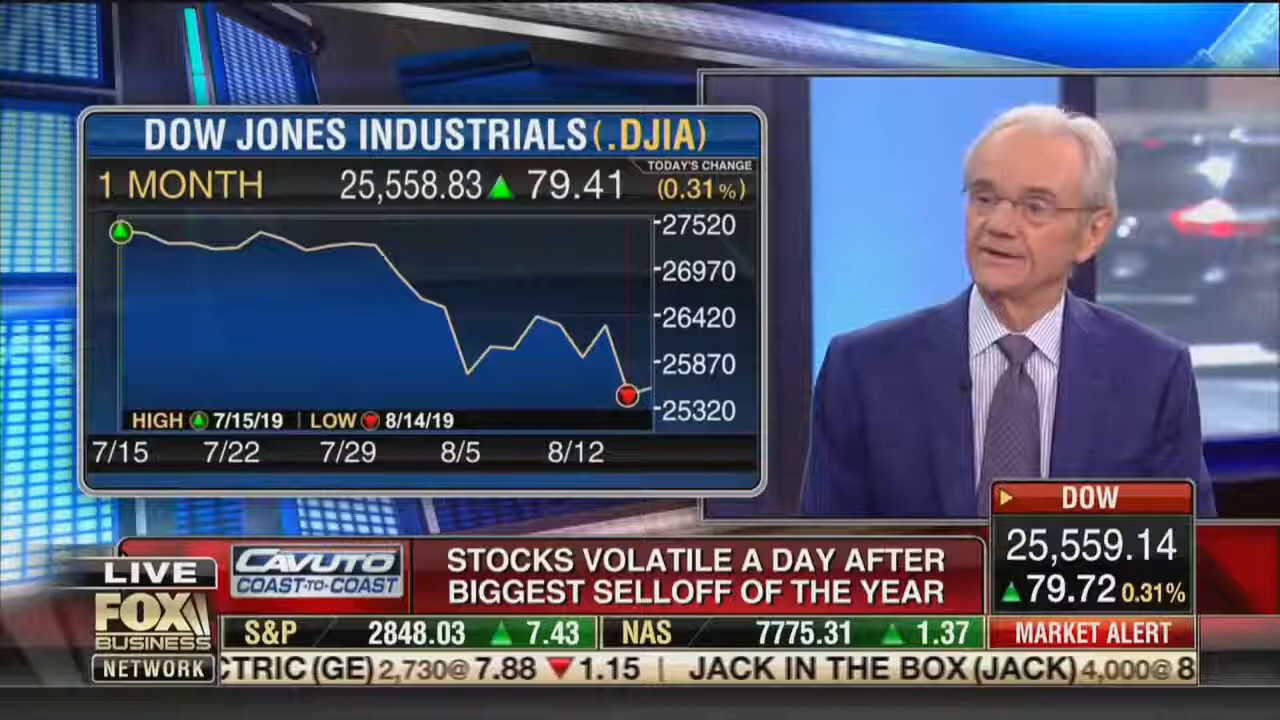 DOW JONES INDUSTRIALS(.DJIA)
TODAY'S CHANGE
1 MONTH 25,558.83 79.41 (0.31%)
27520
26970
26420
25870
25320
HIGH 7/15/19 | LOW 8/14/19
7/15 7/22 7/29 8/5 8/12
DOW
25,559.14
79.72 0.31%
MARKET ALERT
LIVE
FOX
BUSINESS
NETWORK
CAVUTO
COAST-TO-COAST
STOCKS VOLATILE A DAY AFTER
BIGGEST SELLOFF OF THE YEAR
S&P 2848.03 7.43 NAS 7775.31 1.37
CTRIC (GE) 2,730@ 7.88 1.15 | JACK IN THE BOX (JACK) 4,000@ 8